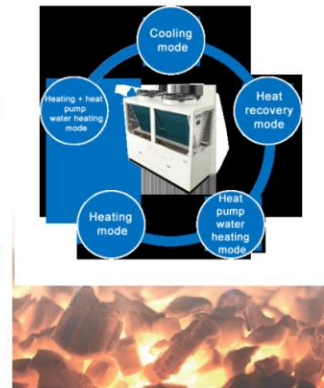 Cooling
mode
Heat
recovery
mode
Heat
pump
water
heating
mode
Heating
mode
Heating + heat
pump
water heating
mode